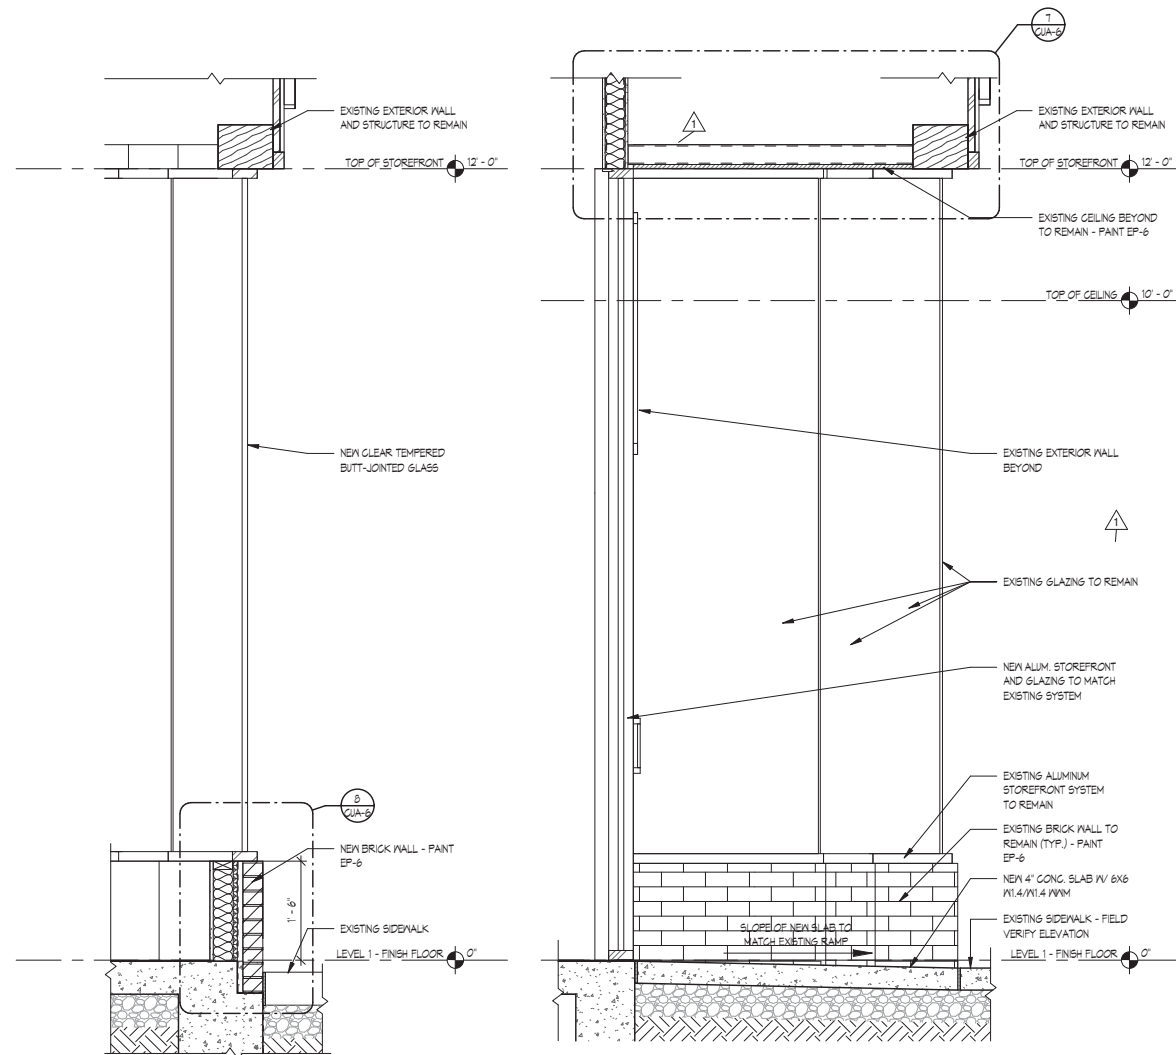 EXISTING EXTERIOR WALL
AND STRUCTURE TO REMAIN
TOP OF STOREFRONT
12' - 0"
NEW CLEAR TEMPERED
BUTT-JOINTED GLASS
8
CUA-6
NEW BRICK WALL - PAINT
EP-6
1' - 6"
EXISTING SIDEWALK
LEVEL 1 - FINISH FLOOR
0"
7
CUA-6
1
EXISTING EXTERIOR WALL
AND STRUCTURE TO REMAIN
TOP OF STOREFRONT
12' - 0"
EXISTING CEILING BEYOND
TO REMAIN - PAINT EP-6
TOP OF CEILING
10' - 0"
EXISTING EXTERIOR WALL
BEYOND
1
EXISTING GLAZING TO REMAIN
NEW ALUM. STOREFRONT
AND GLAZING TO MATCH
EXISTING SYSTEM
EXISTING ALUMINUM
STOREFRONT SYSTEM
TO REMAIN
EXISTING BRICK WALL TO
REMAIN (TYP.) - PAINT
EP-6
NEW 4" CONC. SLAB W/ 6X6
W1.4/W1.4 WWM
SLOPE OF NEW SLAB TO
MATCH EXISTING RAMP
EXISTING SIDEWALK - FIELD
VERIFY ELEVATION
LEVEL 1 - FINISH FLOOR
0"